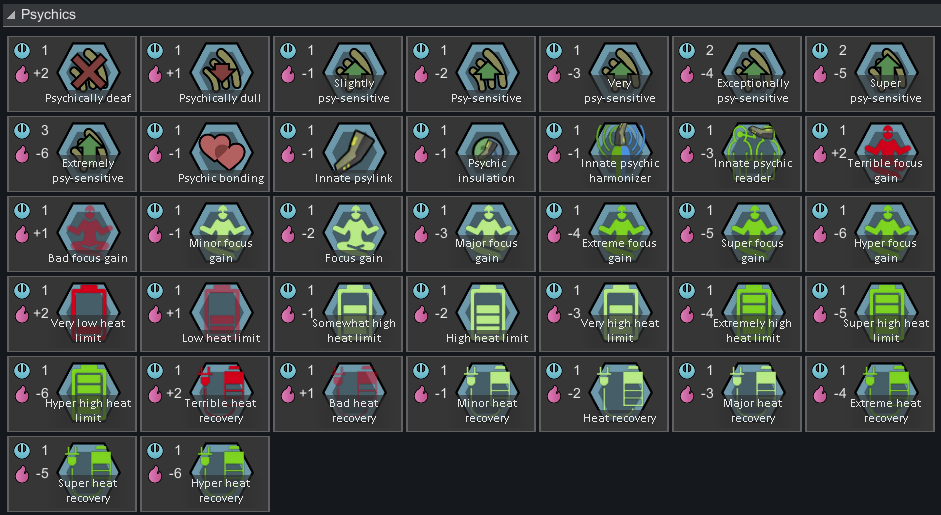 Psychics
1
+2
Psychically deaf
1
+1
Psychically dull
1
-1
Slightly
psy-sensitive
1
-2
Psy-sensitive
1
-3
Very
psy-sensitive
2
-4
Exceptionally
psy-sensitive
2
-5
Super
psy-sensitive
3
-6
Extremely
psy-sensitive
1
-1
Psychic bonding
1
-1
Innate psylink
1
-1
Psychic
insulation
1
-1
Innate psychic
harmonizer
1
-3
Innate psychic
reader
1
+2
Terrible focus
gain
1
+1
Bad focus gain
1
-1
Minor focus
gain
1
-2
Focus gain
1
-3
Major focus
gain
1
-4
Extreme focus
gain
1
-5
Super focus
gain
1
-6
Hyper focus
gain
1
+2
Very low heat
limit
1
+1
Low heat limit
1
-1
Somewhat high
heat limit
1
-2
High heat limit
1
-3
Very high heat
limit
1
-4
Extremely high
heat limit
1
-5
Super high heat
limit
1
-6
Hyper high heat
limit
1
+2
Terrible heat
recovery
1
+1
Bad heat
recovery
1
-1
Minor heat
recovery
1
-2
Heat recovery
1
-3
Major heat
recovery
1
-4
Extreme heat
recovery
1
-5
Super heat
recovery
1
-6
Hyper heat
recovery